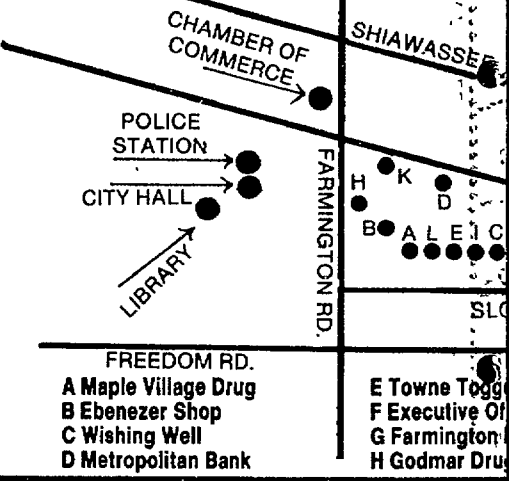 CHAMBER OF
COMMERCE
SHIAWASSEE
POLICE
STATION
CITY HALL
LIBRARY
FARMINGTON RD.
H
K
D
B
A L E I C
FREEDOM RD.
A Maple Village Drug
B Ebenezer Shop
C Wishing Well
D Metropolitan Bank
E Towne
F Executive
G Farmington
H Godmar